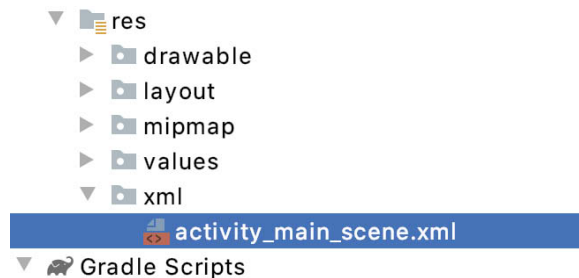 res
drawable
layout
mipmap
values
xml
activity_main_scene.xml
Gradle Scripts